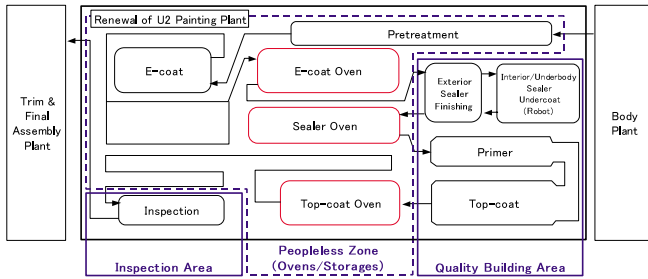 Renewal of U2 Painting Plant
Pretreatment
E-coat
E-coat Oven
Exterior
Sealer
Finishing
Interior/Underbody
Sealer
Undercoat
(Robot)
Trim &
Final
Assembly
Plant
Body
Plant
Sealer Oven
Primer
Inspection
Top-coat Oven
Top-coat
Inspection Area
Peopleless Zone
(Ovens/Storages)
Quality Building Area